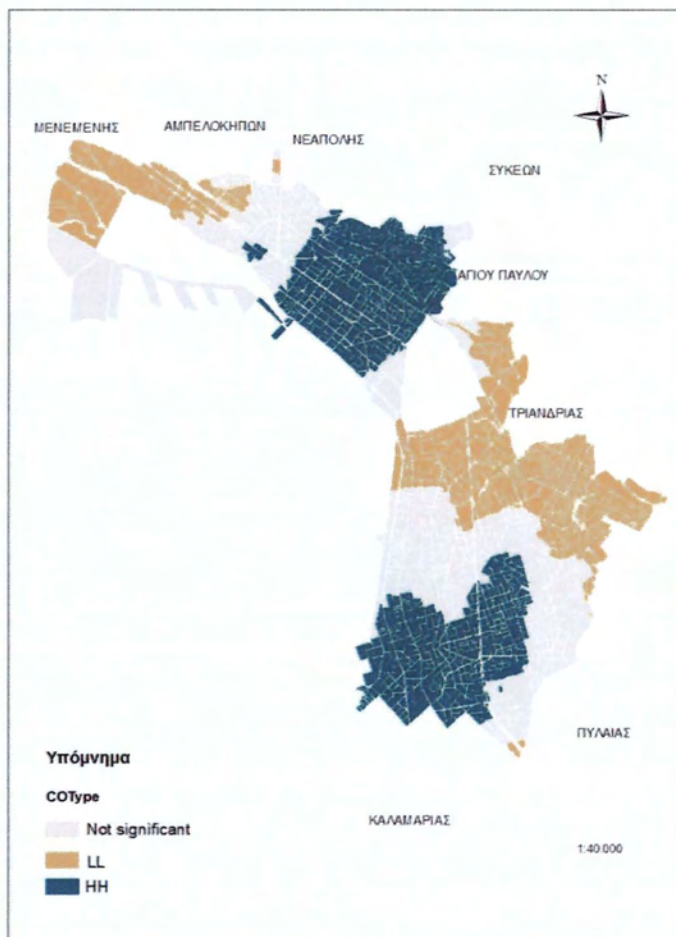 N
ΜΕΝΕΜΕΝΗΣ
ΑΜΠΕΛΟΚΗΠΩΝ
ΝΕΑΠΟΛΗΣ
ΣΥΚΕΩΝ
ΑΓΙΟΥ ΠΑΥΛΟΥ
ΤΡΙΑΝΔΡΙΑΣ
ΠΥΛΑΙΑΣ
ΚΑΛΑΜΑΡΙΑΣ
1:40.000
Υπόμνημα
COType
Not significant
LL
HH